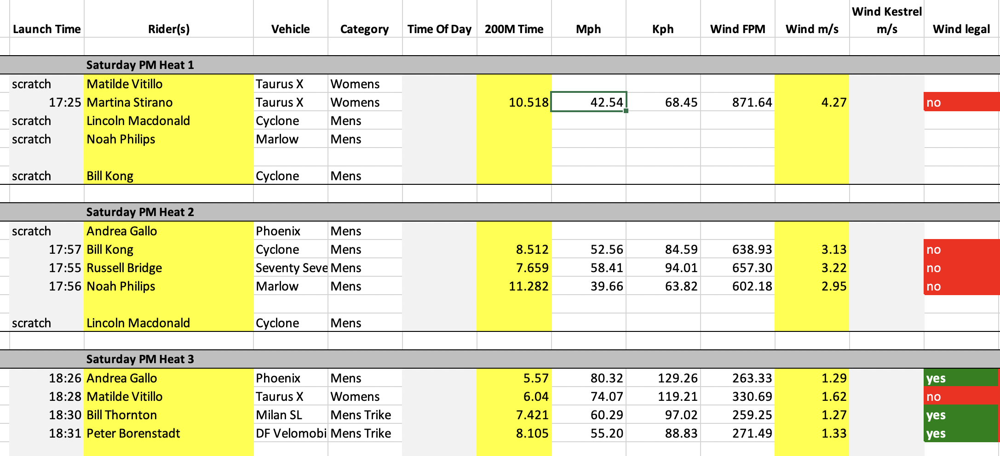 Launch Time Rider(s) Vehicle Category Time Of Day 200M Time Mph Kph Wind FPM Wind m/s Wind Kestrel m/s Wind legal
Saturday PM Heat 1
scratch Matilde Vitillo Taurus X Womens
17:25 Martina Stirano Taurus X Womens 10.518 42.54 68.45 871.64 4.27 no
scratch Lincoln Macdonald Cyclone Mens
scratch Noah Philips Marlow Mens
scratch Bill Kong Cyclone Mens
Saturday PM Heat 2
scratch Andrea Gallo Phoenix Mens
17:57 Bill Kong Cyclone Mens 8.512 52.56 84.59 638.93 3.13 no
17:55 Russell Bridge Seventy Seve Mens 7.659 58.41 94.01 657.30 3.22 no
17:56 Noah Philips Marlow Mens 11.282 39.66 63.82 602.18 2.95 no
scratch Lincoln Macdonald Cyclone Mens
Saturday PM Heat 3
18:26 Andrea Gallo Phoenix Mens 5.57 80.32 129.26 263.33 1.29 yes
18:28 Matilde Vitillo Taurus X Womens 6.04 74.07 119.21 330.69 1.62 no
18:30 Bill Thornton Milan SL Mens Trike 7.421 60.29 97.02 259.25 1.27 yes
18:31 Peter Borenstadt DF Velomobi Mens Trike 8.105 55.20 88.83 271.49 1.33 yes